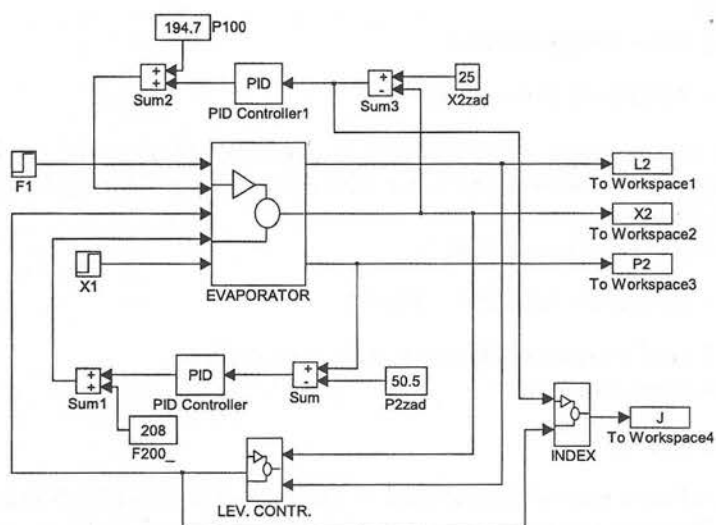 194.7
P100
PID
25
+
+
Sum2
PID Controller1
+
-
Sum3
X2zad
F1
L2
To Workspace1
X2
To Workspace2
P2
To Workspace3
X1
EVAPORATOR
+
+
Sum1
PID
PID Controller
+
-
Sum
50.5
P2zad
208
F200_
J
To Workspace4
INDEX
LEV. CONTR.